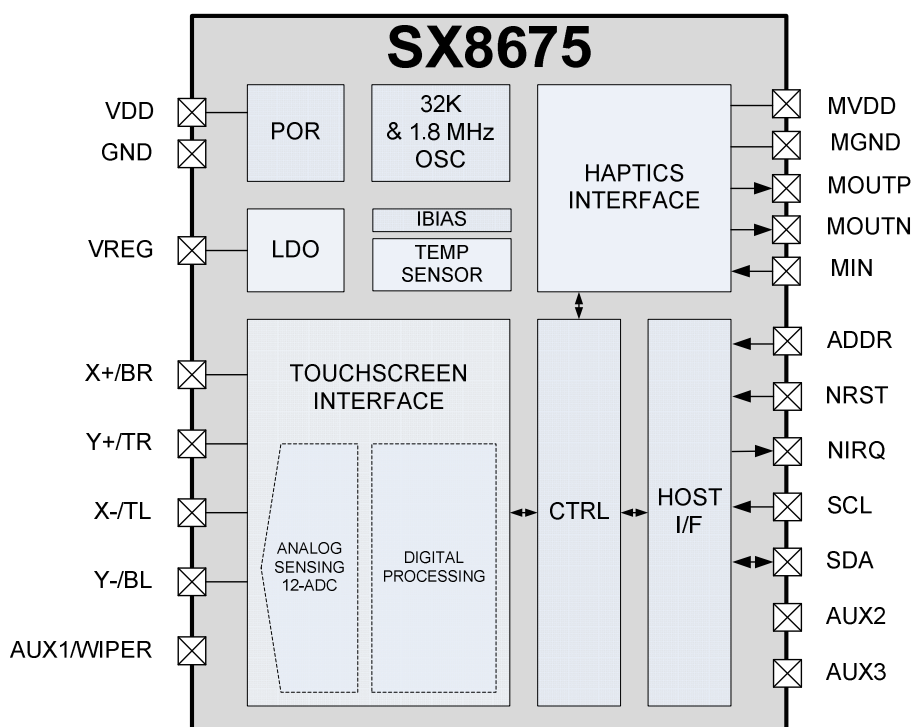 SX8675
VDD
GND
VREG
X+/BR
Y+/TR
X-/TL
Y-/BL
AUX1/WIPER
POR
32K
& 1.8 MHz
OSC
LDO
IBIAS
TEMP
SENSOR
HAPTICS
INTERFACE
TOUCHSCREEN
INTERFACE
ANALOG
SENSING
12-ADC
DIGITAL
PROCESSING
CTRL
HOST
I/F
MVDD
MGND
MOUTP
MOUTN
MIN
ADDR
NRST
NIRQ
SCL
SDA
AUX2
AUX3